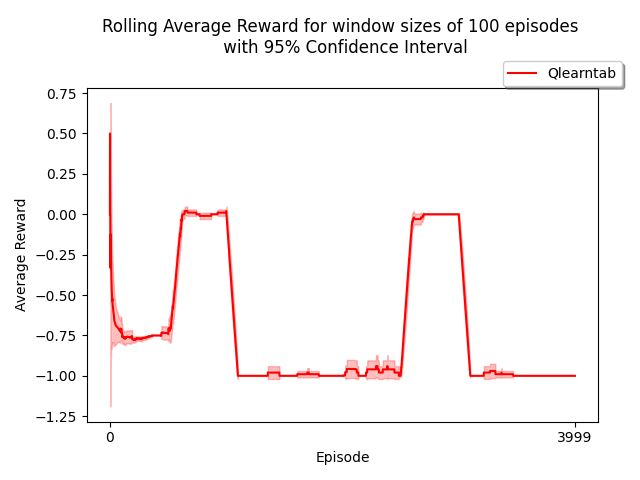 Rolling Average Reward for window sizes of 100 episodes
with 95% Confidence Interval
Qlearntab
0.75
0.50
0.25
0.00
−0.25
−0.50
−0.75
−1.00
−1.25
Average Reward
0
3999
Episode